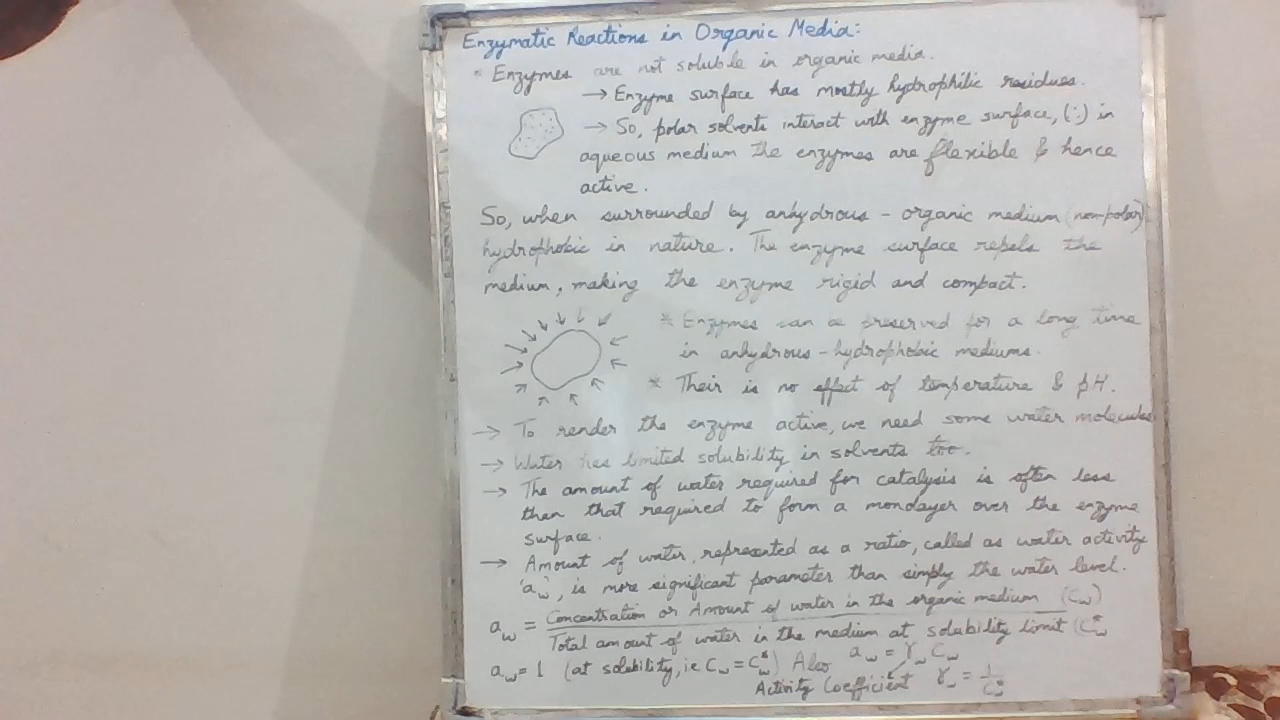 Enzymatic Reactions in Organic Media:
* Enzymes are not soluble in organic media.
→ Enzyme surface has mostly hydrophilic residues.
→ So, polar solvents interact with enzyme surface, (∵) in
aqueous medium the enzymes are flexible & hence
active.
So, when surrounded by anhydrous - organic medium (non-polar)
hydrophobic in nature. The enzyme surface repels the
medium, making the enzyme rigid and compact.
* Enzymes can be preserved for a long time
in anhydrous - hydrophobic mediums.
* Their is no effect of temperature & pH.
→ To render the enzyme active, we need some water molecules
→ Water has limited solubility in solvents too.
→ The amount of water required for catalysis is often less
than that required to form a monolayer over the enzyme
surface.
→ Amount of water, represented as a ratio, called as water activity
'a_w', is more significant parameter than simply the water level.
a_w = Concentration or Amount of water in the organic medium (C_w)
Total amount of water in the medium at solubility limit (C*_w
a_w = 1 (at solubility, i.e C_w = C*_w) Also a_w = γ_w C_w
Activity Coefficient γ_w = 1/C*_w